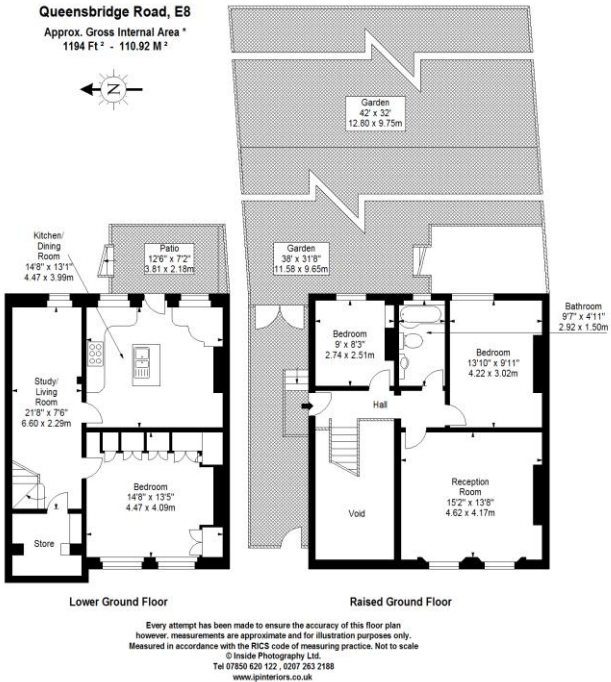 Queensbridge Road, E8
Approx. Gross Internal Area *
1194 Ft ² - 110.92 M ²
N
Garden
42' x 32'
12.80 x 9.75m
Kitchen/
Dining
Room
14'8" x 13'1"
4.47 x 3.99m
Patio
12'6" x 7'2"
3.81 x 2.18m
Garden
38' x 31'8"
11.58 x 9.65m
Bathroom
9'7" x 4'11"
2.92 x 1.50m
Bedroom
9' x 8'3"
2.74 x 2.51m
Bedroom
13'10" x 9'11"
4.22 x 3.02m
Study/
Living
Room
21'8" x 7'6"
6.60 x 2.29m
Hall
Bedroom
14'8" x 13'5"
4.47 x 4.09m
Reception
Room
15'2" x 13'8"
4.62 x 4.17m
Void
Store
Lower Ground Floor
Raised Ground Floor
Every attempt has been made to ensure the accuracy of this floor plan
however, measurements are approximate and for illustration purposes only.
Measured in accordance with the RICS code of measuring practice. Not to scale
© Inside Photography Ltd.
Tel 07850 620 122 , 0207 263 2188
www.ipinteriors.co.uk